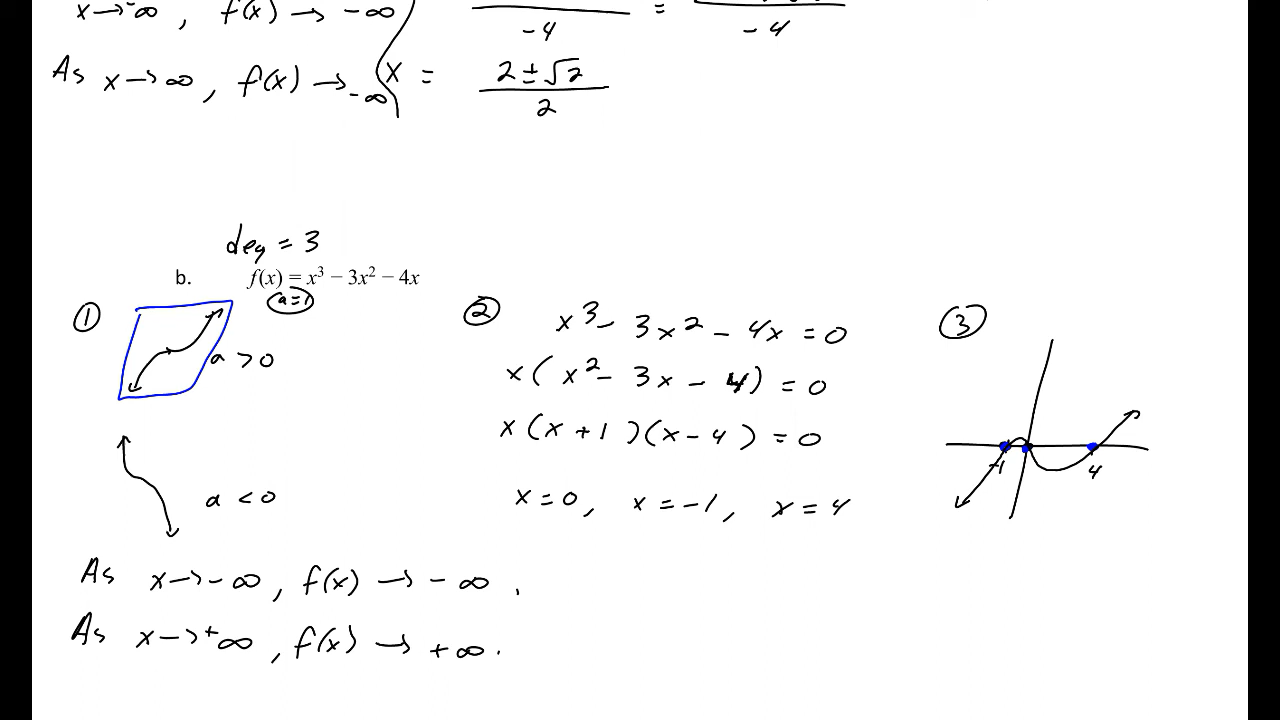 x → -∞ , f(x) → -∞
-4 = -4
As x → ∞ , f(x) → -∞
x = 2 ± √2 / 2
deg = 3
b. f(x) = x³ − 3x² − 4x
a=1
①
a > 0
a < 0
As x → -∞ , f(x) → -∞ .
As x → +∞ , f(x) → +∞ .
②
x³ - 3x² - 4x = 0
x ( x² - 3x - 4 ) = 0
x ( x + 1 )( x - 4 ) = 0
x = 0 , x = -1 , x = 4
③
-1 4